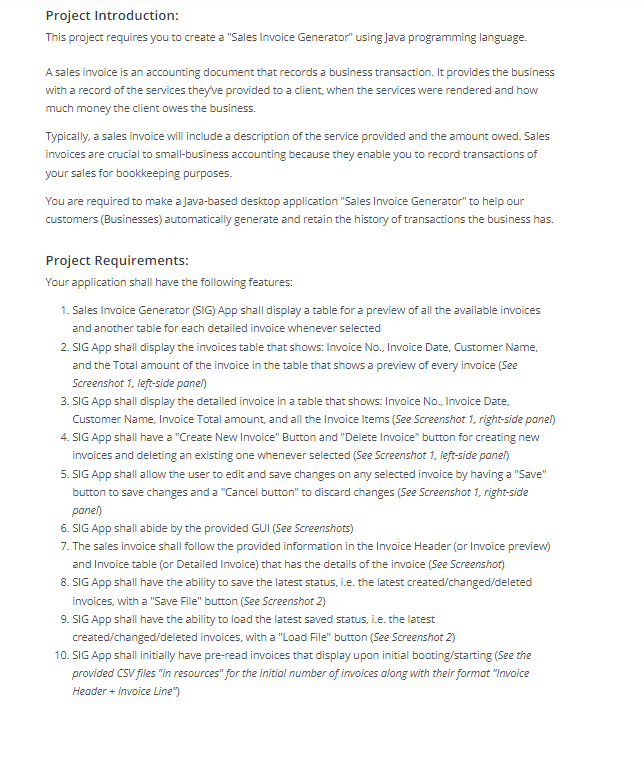 Project Introduction:
This project requires you to create a "Sales Invoice Generator" using Java programming language.
A sales invoice is an accounting document that records a business transaction. It provides the business
with a record of the services they've provided to a client, when the services were rendered and how
much money the client owes the business.
Typically, a sales invoice will include a description of the service provided and the amount owed. Sales
invoices are crucial to small-business accounting because they enable you to record transactions of
your sales for bookkeeping purposes.
You are required to make a Java-based desktop application "Sales Invoice Generator" to help our
customers (Businesses) automatically generate and retain the history of transactions the business has.
Project Requirements:
Your application shall have the following features:
1. Sales Invoice Generator (SIG) App shall display a table for a preview of all the available invoices
and another table for each detailed invoice whenever selected
2. SIG App shall display the invoices table that shows: Invoice No., Invoice Date, Customer Name,
and the Total amount of the invoice in the table that shows a preview of every invoice (See
Screenshot 1, left-side panel)
3. SIG App shall display the detailed invoice in a table that shows: Invoice No., Invoice Date,
Customer Name, Invoice Total amount, and all the Invoice Items (See Screenshot 1, right-side panel)
4. SIG App shall have a "Create New Invoice" Button and "Delete Invoice" button for creating new
invoices and deleting an existing one whenever selected (See Screenshot 1, left-side panel)
5. SIG App shall allow the user to edit and save changes on any selected invoice by having a "Save"
button to save changes and a "Cancel button" to discard changes (See Screenshot 1, right-side
panel)
6. SIG App shall abide by the provided GUI (See Screenshots)
7. The sales invoice shall follow the provided information in the Invoice Header (or Invoice preview)
and Invoice table (or Detailed Invoice) that has the details of the invoice (See Screenshot)
8. SIG App shall have the ability to save the latest status, i.e. the latest created/changed/deleted
invoices, with a "Save File" button (See Screenshot 2)
9. SIG App shall have the ability to load the latest saved status, i.e. the latest
created/changed/deleted invoices, with a "Load File" button (See Screenshot 2)
10. SIG App shall initially have pre-read invoices that display upon initial booting/starting (See the
provided CSV files "in resources" for the initial number of invoices along with their format "Invoice
Header + Invoice Line")